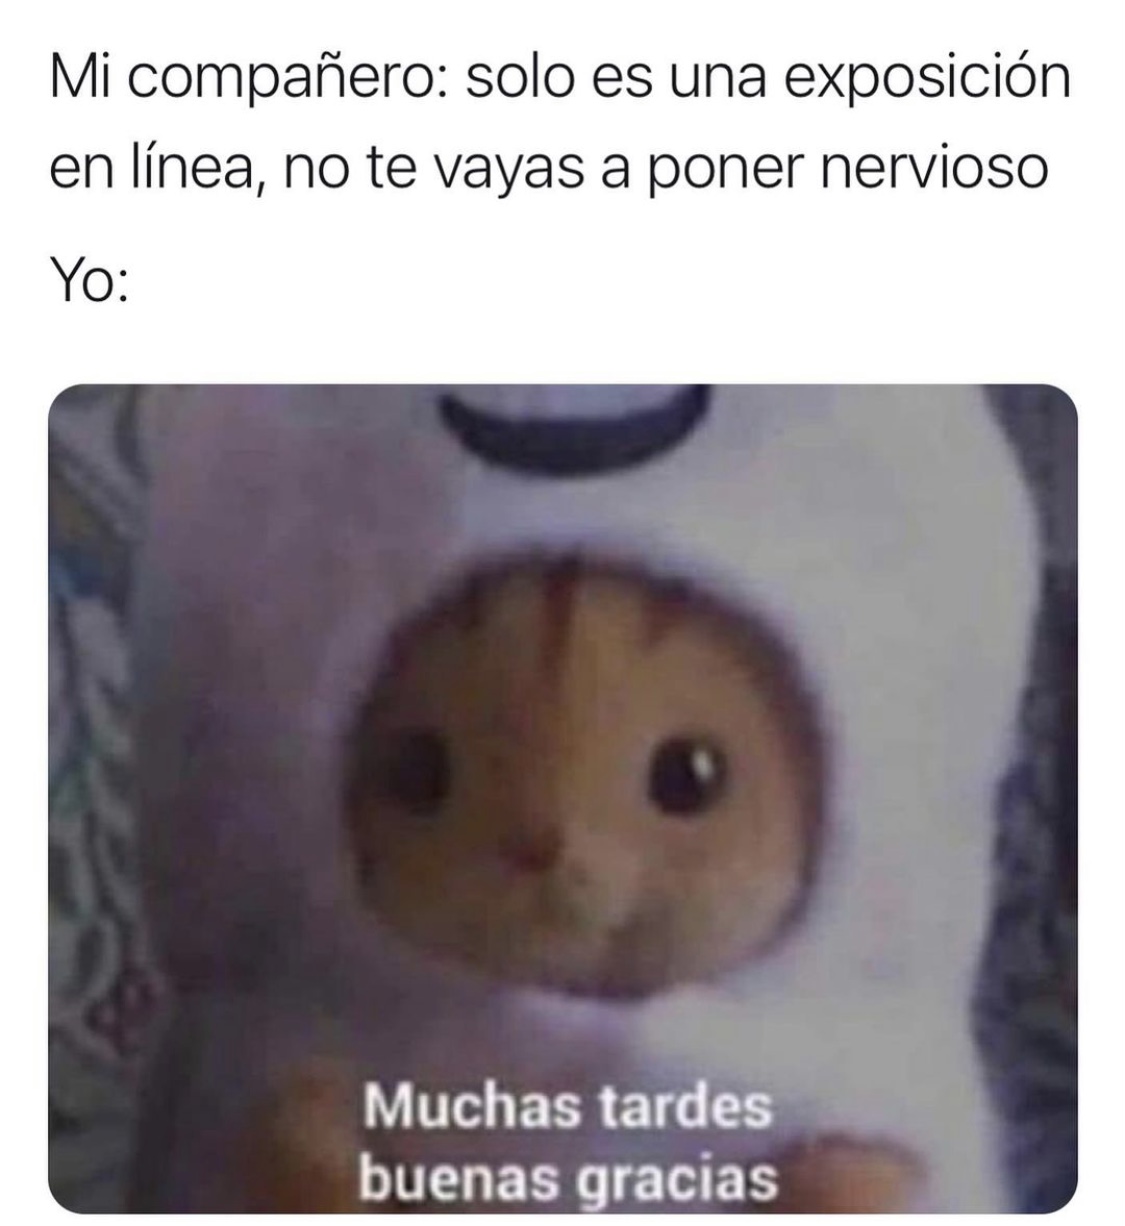 Mi compañero: solo es una exposición
en línea, no te vayas a poner nervioso
Yo:
Muchas tardes
buenas gracias